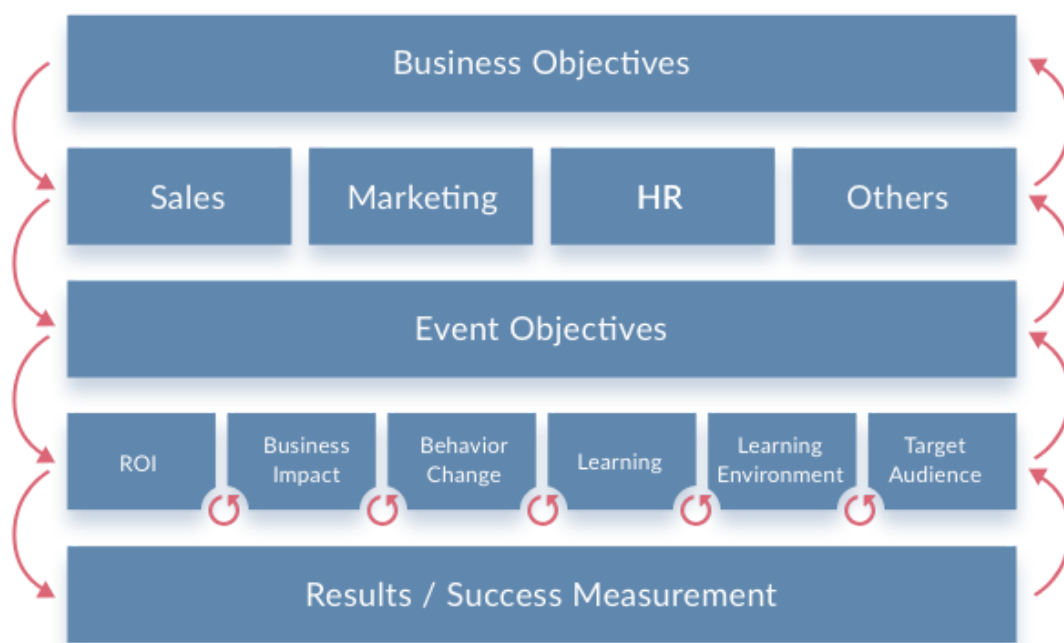 Business Objectives
Sales
Marketing
HR
Others
Event Objectives
ROI
Business
Impact
Behavior
Change
Learning
Learning
Environment
Target
Audience
Results / Success Measurement